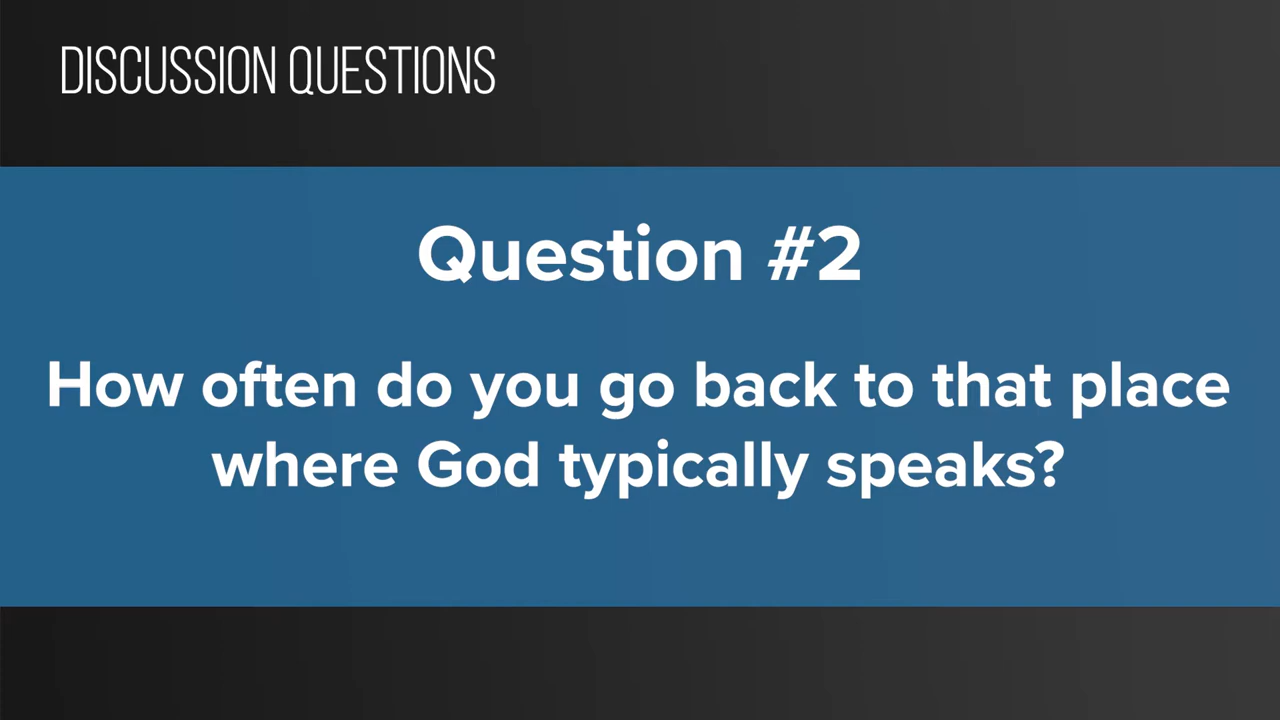 DISCUSSION QUESTIONS
Question #2
How often do you go back to that place
where God typically speaks?